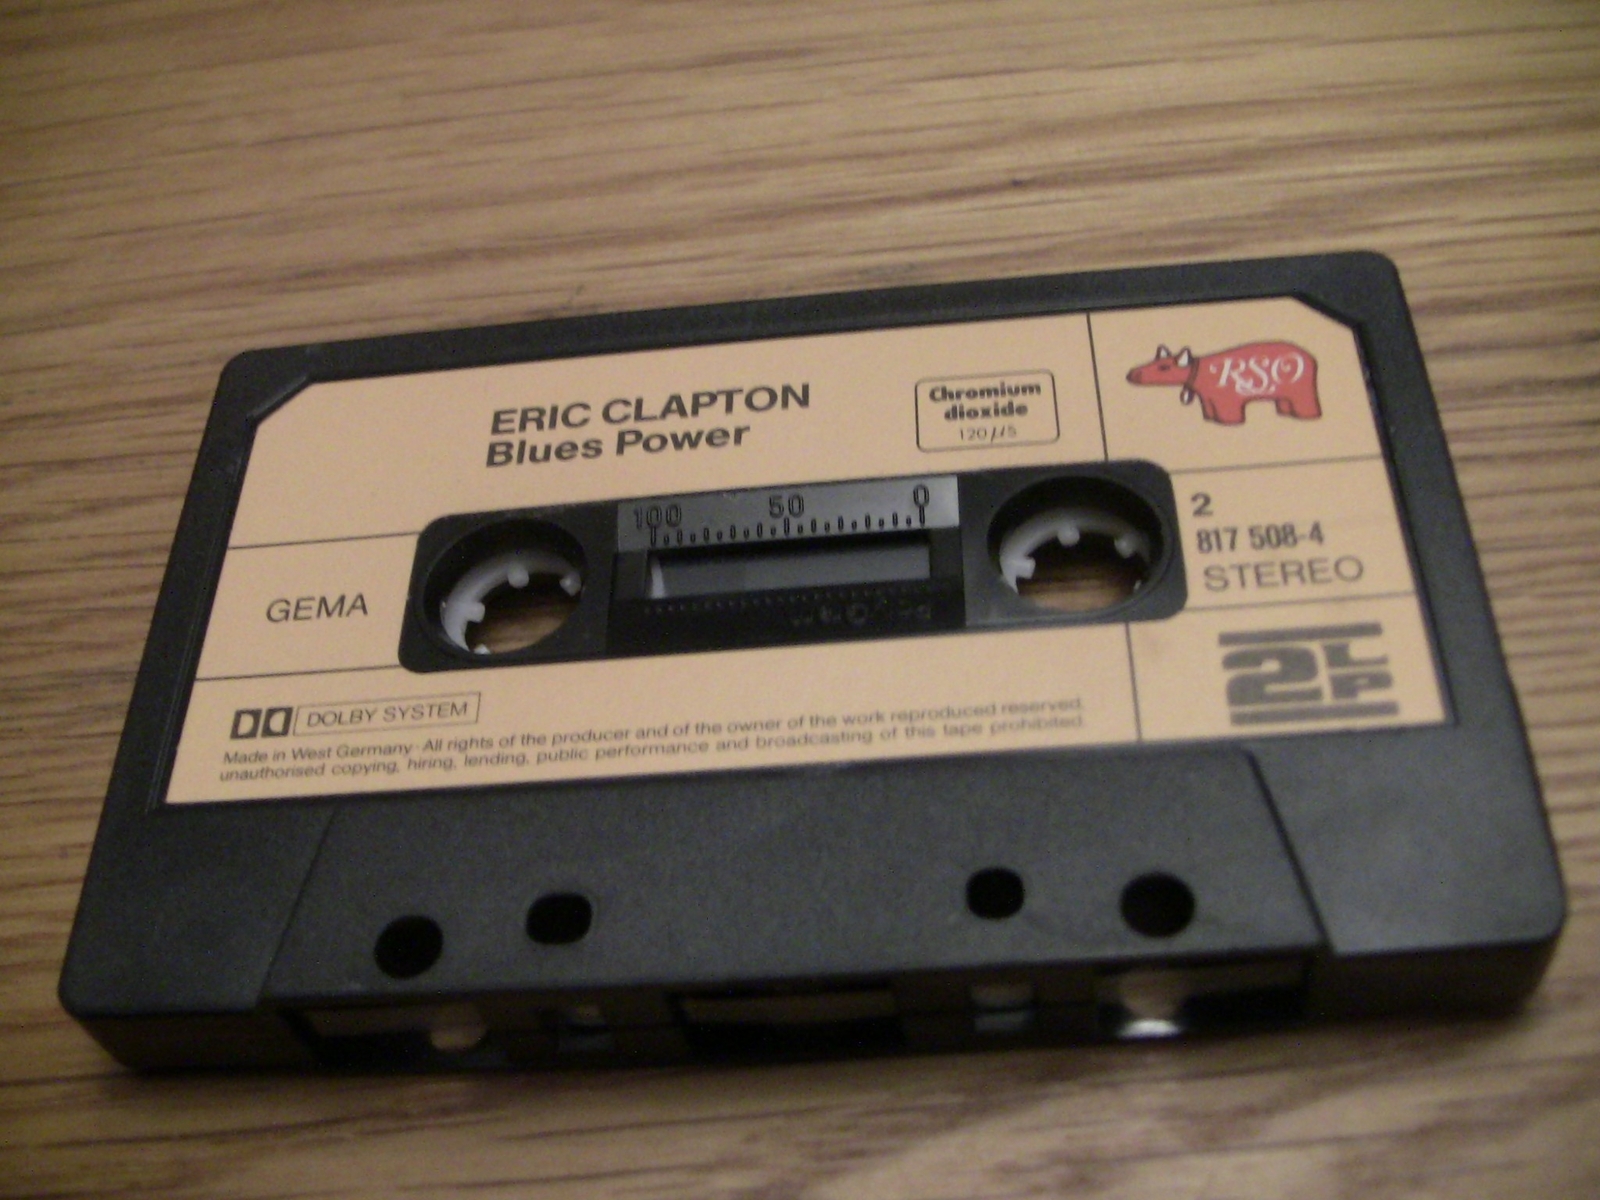 ERIC CLAPTON
Blues Power
Chromium
dioxide
120μs
RSO
100 50 0
2
817 508-4
STEREO
GEMA
2LP
DOLBY SYSTEM
Made in West Germany · All rights of the producer and of the owner of the work reproduced reserved.
unauthorised copying, hiring, lending, public performance and broadcasting of this tape prohibited.